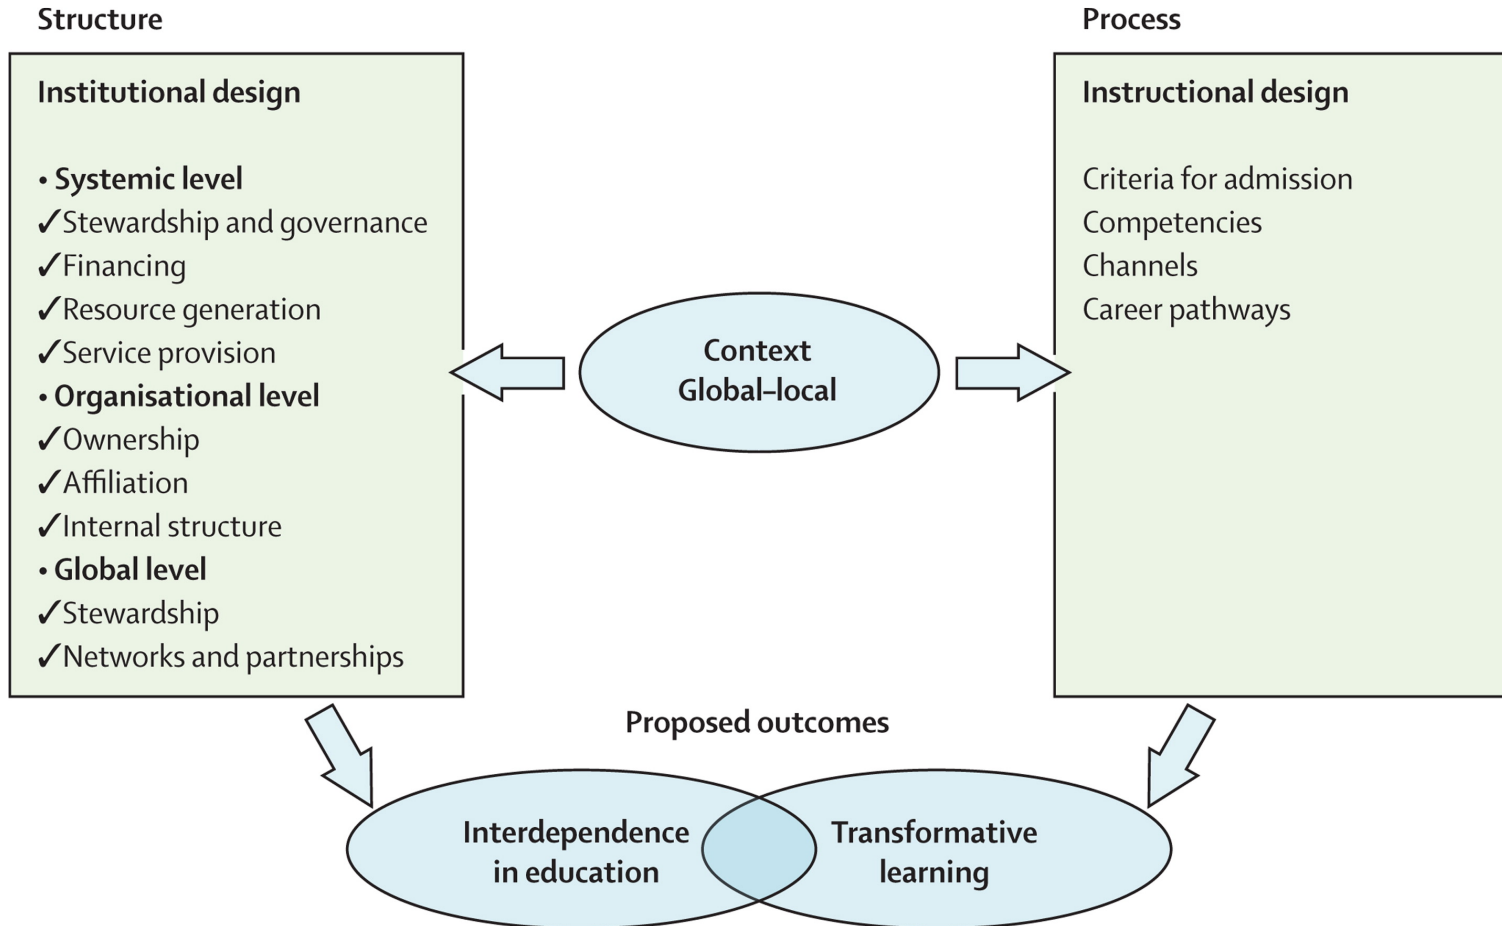 Structure
Institutional design
• Systemic level
✓Stewardship and governance
✓Financing
✓Resource generation
✓Service provision
• Organisational level
✓Ownership
✓Affiliation
✓Internal structure
• Global level
✓Stewardship
✓Networks and partnerships
Context
Global–local
Process
Instructional design
Criteria for admission
Competencies
Channels
Career pathways
Proposed outcomes
Interdependence
in education
Transformative
learning